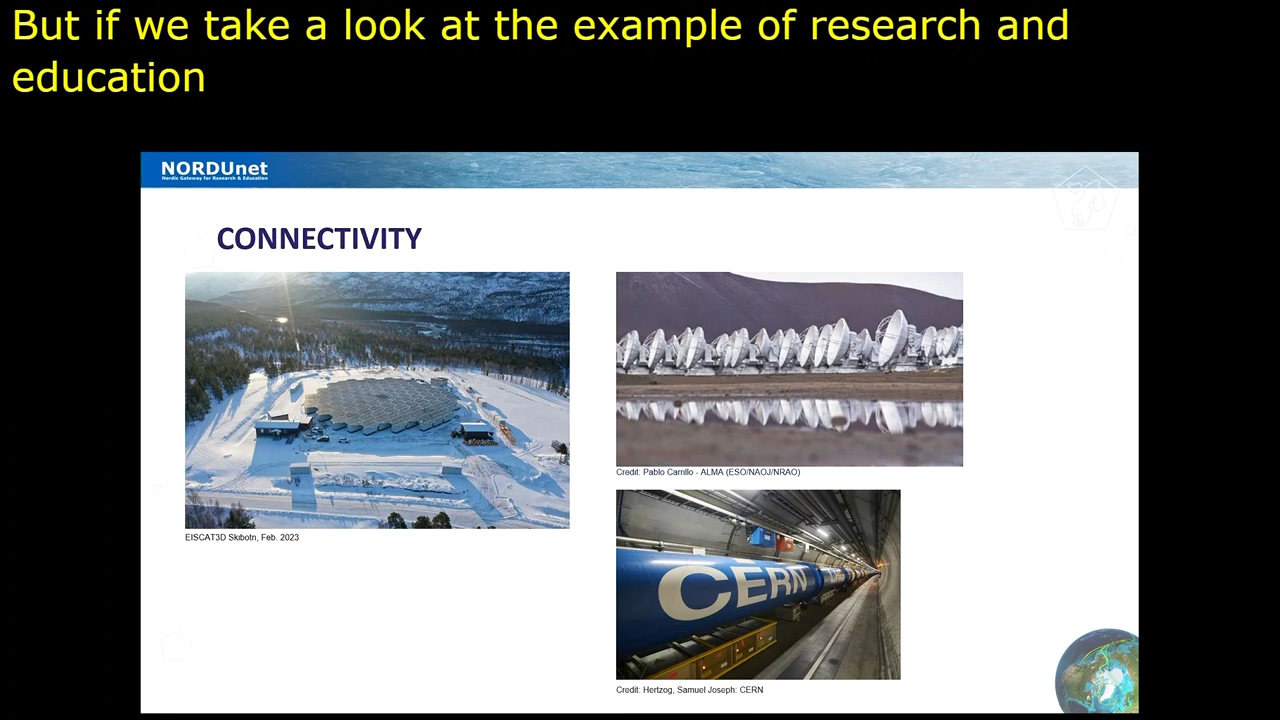 But if we take a look at the example of research and
education
NORDUnet
Nordic Gateway for Research & Education
CONNECTIVITY
EISCAT3D Skibotn, Feb. 2023
Credit: Pablo Carrillo - ALMA (ESO/NAOJ/NRAO)
CERN
Credit: Hertzog, Samuel Joseph: CERN